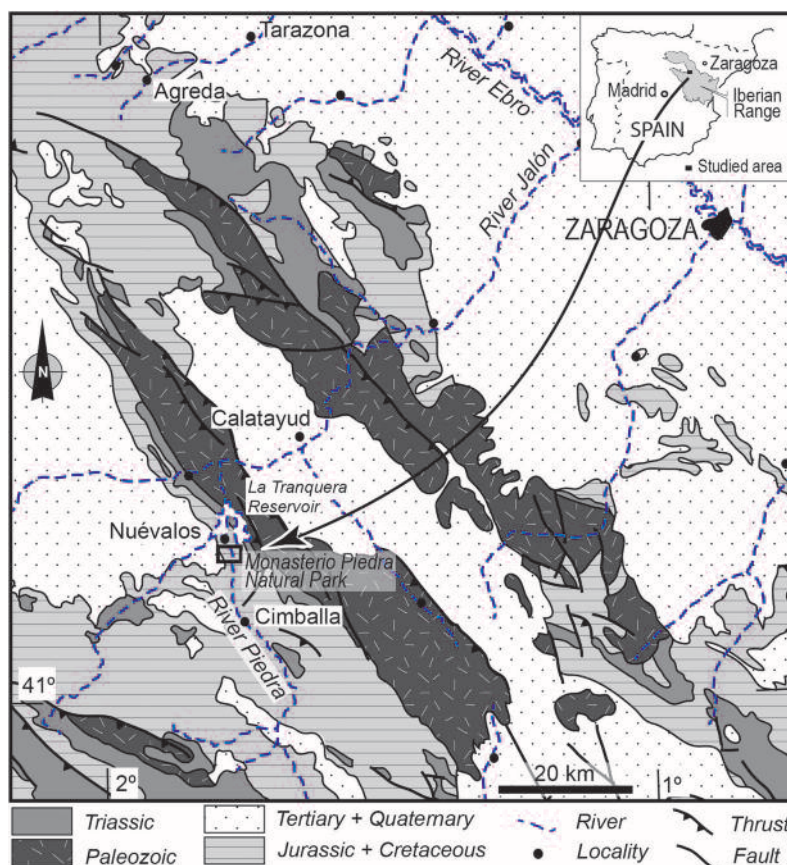 Tarazona
Agreda
River Ebro
River Jalón
Zaragoza
Madrid
Iberian
Range
SPAIN
Studied area
ZARAGOZA
N
Calatayud
La Tranquera
Reservoir
Nuévalos
Monasterio Piedra
Natural Park
Cimballa
River Piedra
41º
2º
20 km
1º
Triassic
Tertiary + Quaternary
River
Thrust
Paleozoic
Jurassic + Cretaceous
Locality
Fault